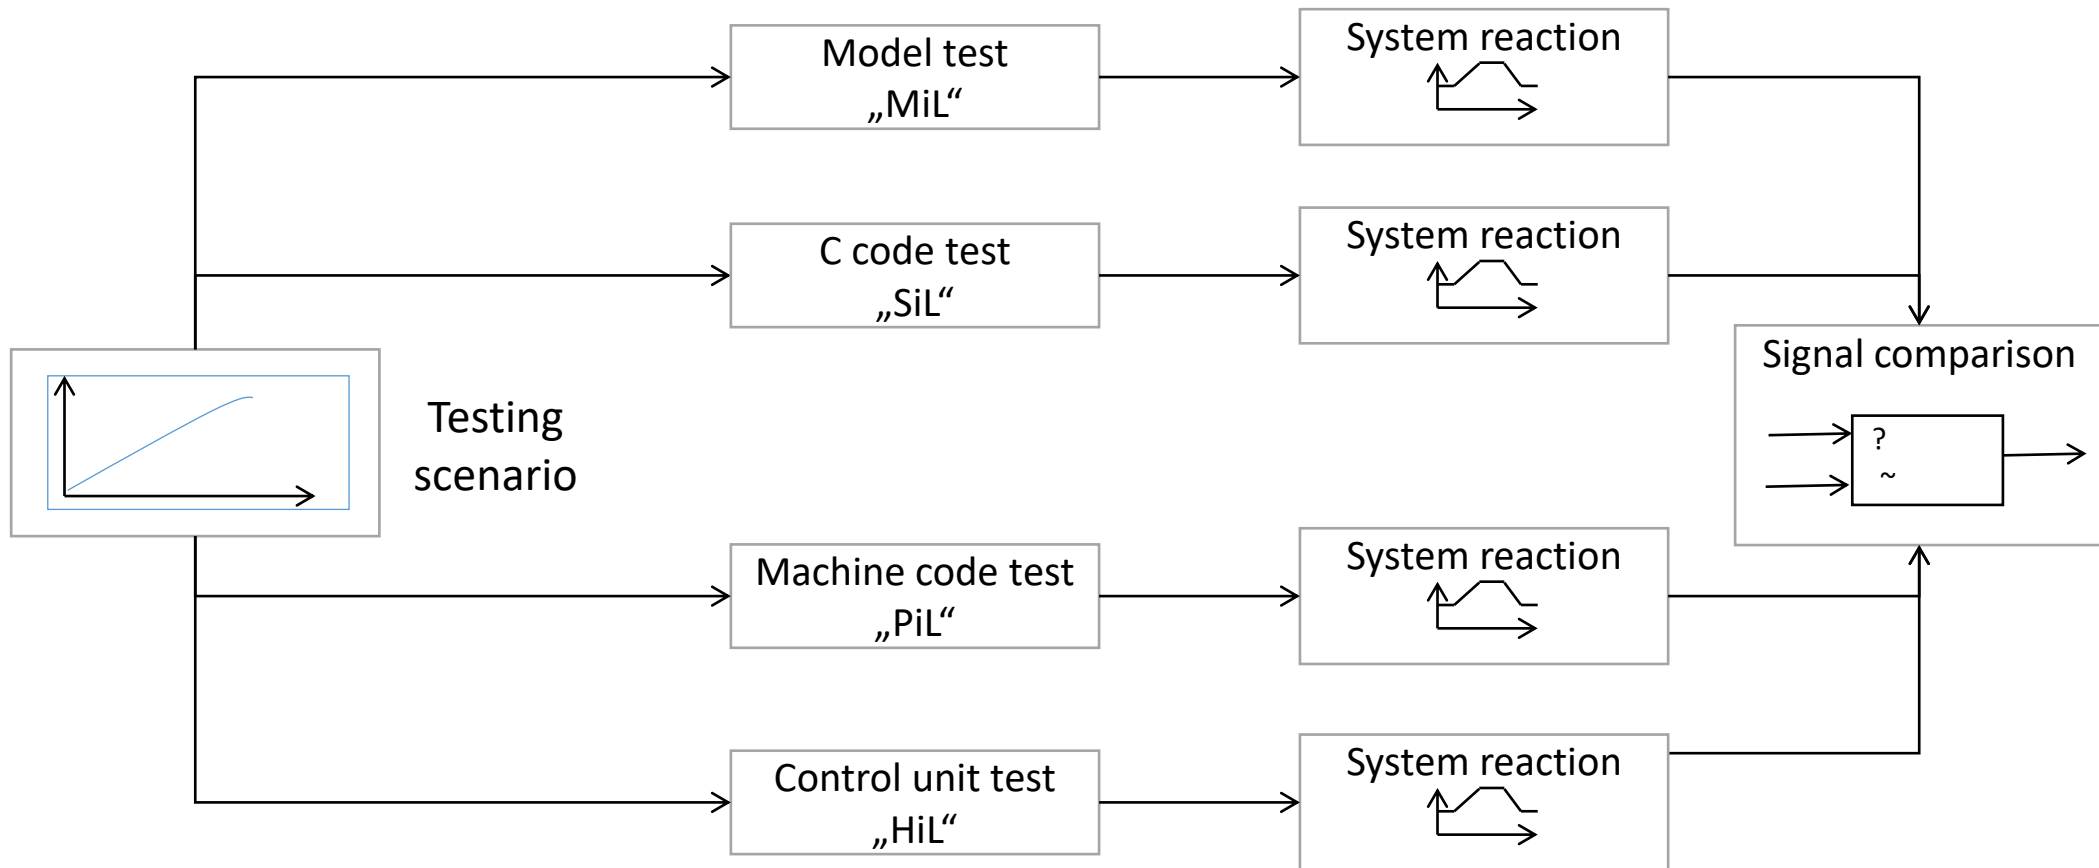 Model test
„MiL“
System reaction
C code test
„SiL“
System reaction
Testing
scenario
Signal comparison
?
~
Machine code test
„PiL“
System reaction
Control unit test
„HiL“
System reaction